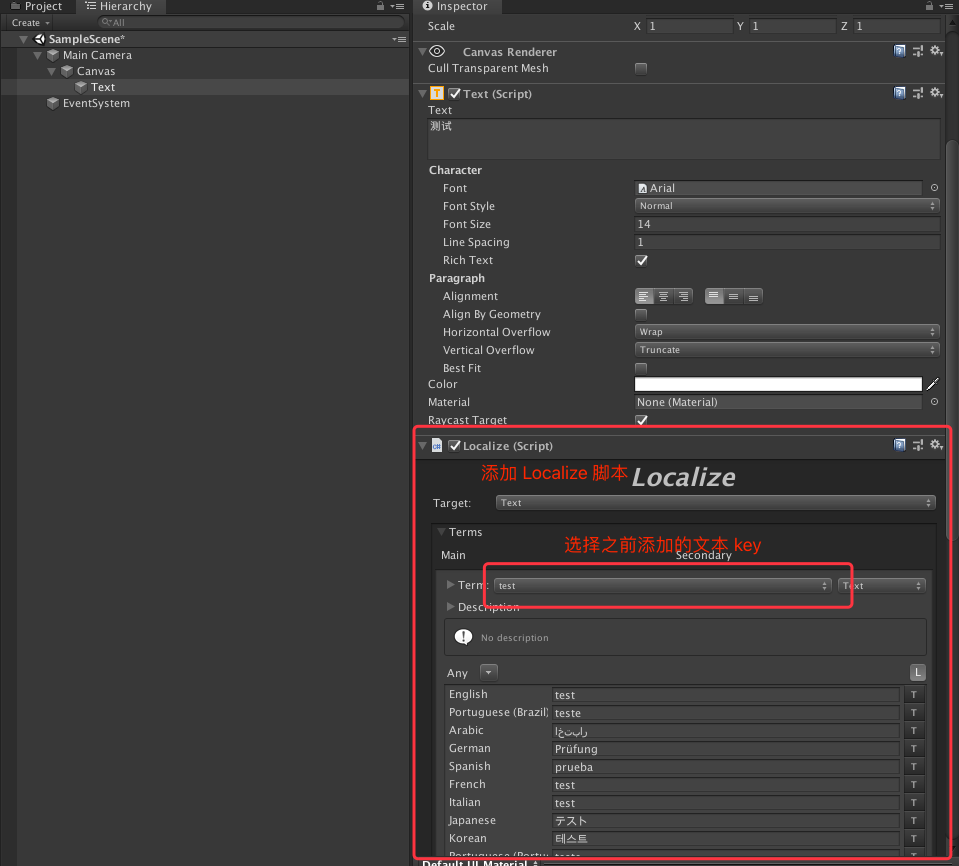 Project
Hierarchy
Create
All
SampleScene*
Main Camera
Canvas
Text
EventSystem
Inspector
Scale X 1 Y 1 Z 1
Canvas Renderer
Cull Transparent Mesh
Text (Script)
Text
测试
Character
Font Arial
Font Style Normal
Font Size 14
Line Spacing 1
Rich Text
Paragraph
Alignment
Align By Geometry
Horizontal Overflow Wrap
Vertical Overflow Truncate
Best Fit
Color
Material None (Material)
Raycast Target
Localize (Script)
添加 Localize 脚本
Localize
Target: Text
Terms
选择之前添加的文本 key
Main Secondary
Term: test Text
Description
No description
Any L
English test T
Portuguese (Brazil) teste T
Arabic راﺐﺘﺧا T
German Prüfung T
Spanish prueba T
French test T
Italian test T
Japanese テスト T
Korean 테스트 T
Portuguese (Portu teste T
Default UI Material